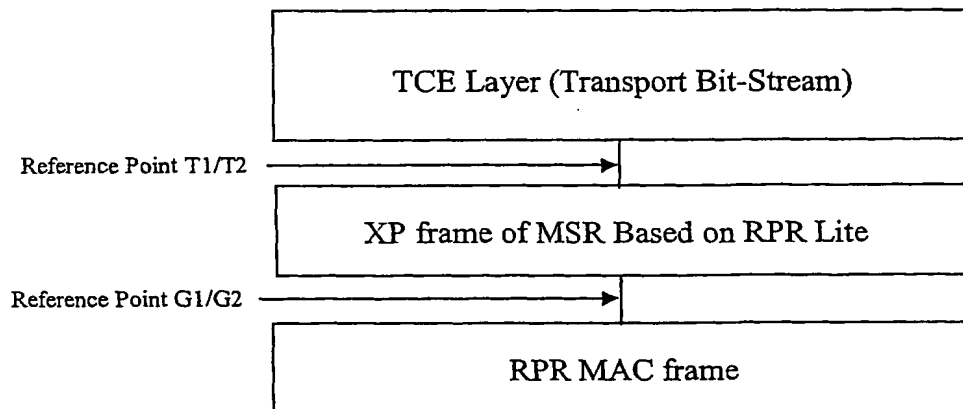 TCE Layer (Transport Bit-Stream)
Reference Point T1/T2
XP frame of MSR Based on RPR Lite
Reference Point G1/G2
RPR MAC frame